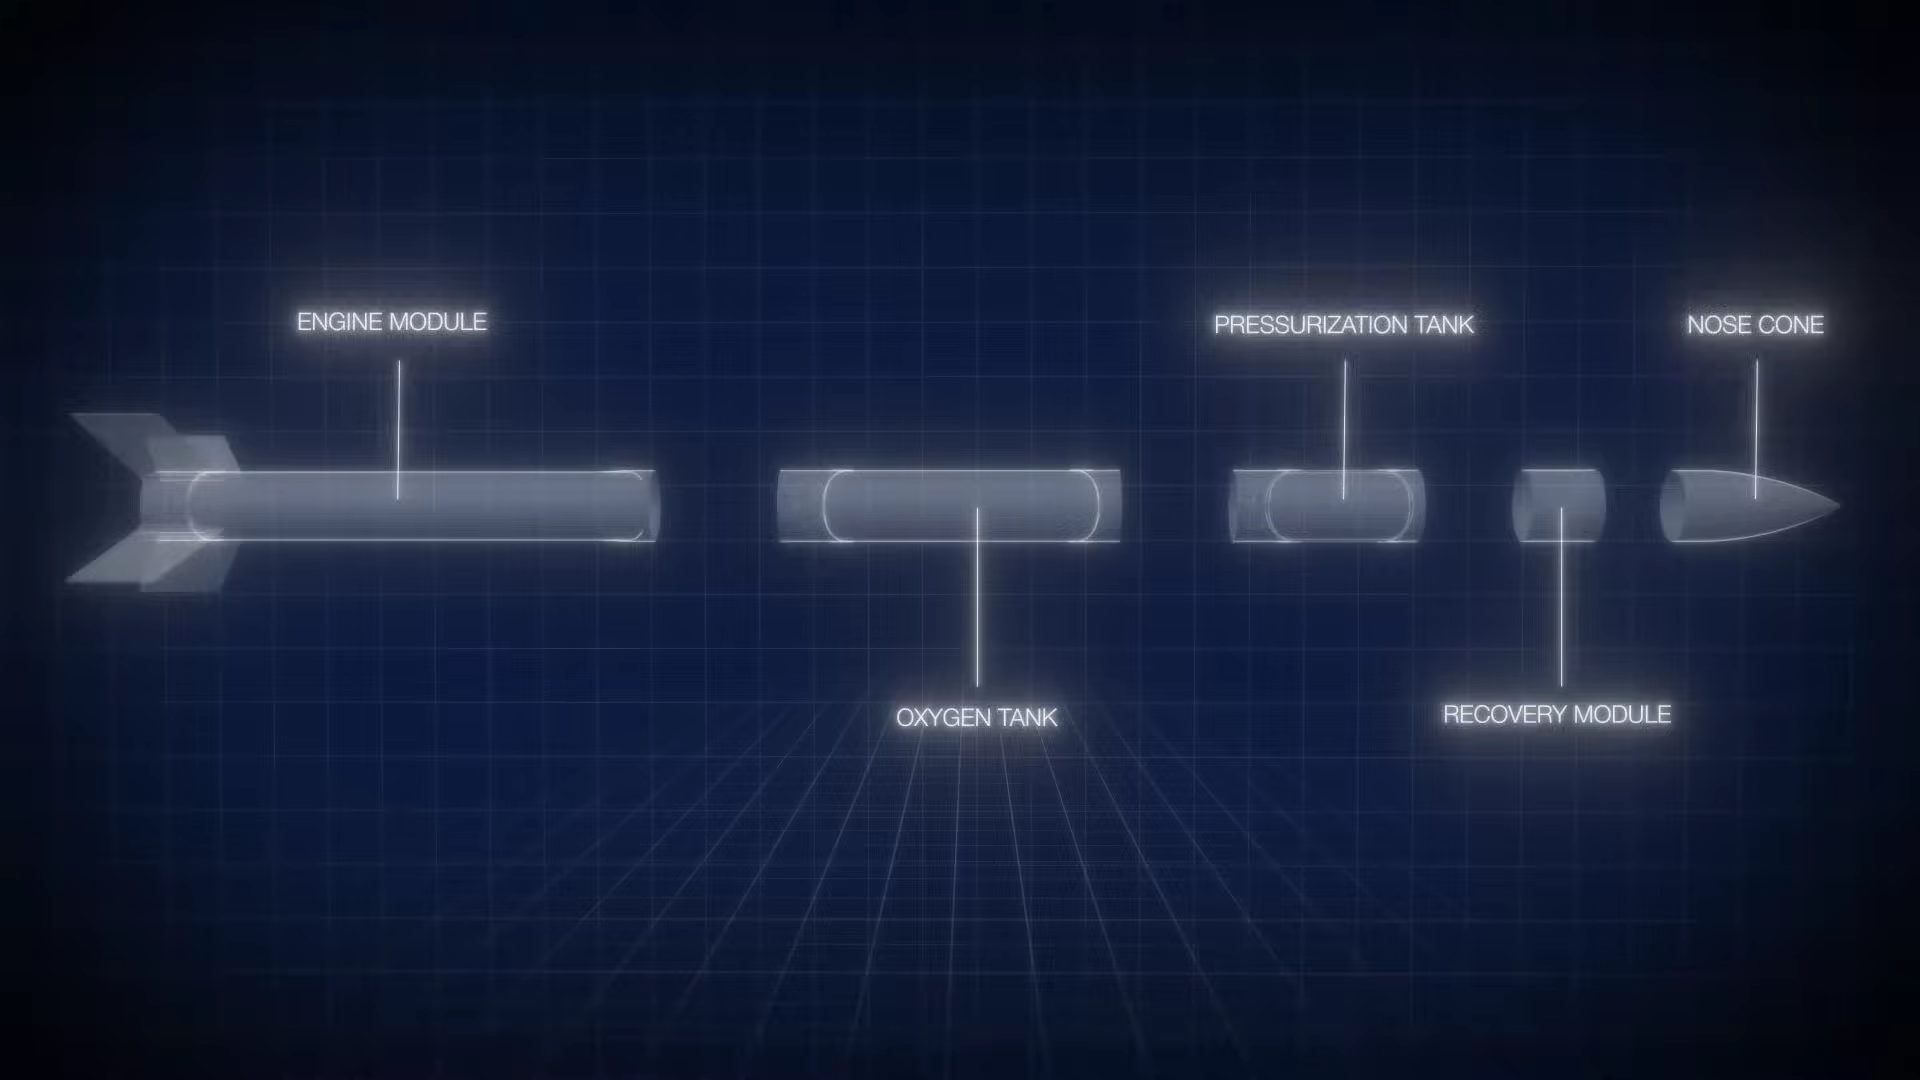 ENGINE MODULE
PRESSURIZATION TANK
NOSE CONE
OXYGEN TANK
RECOVERY MODULE